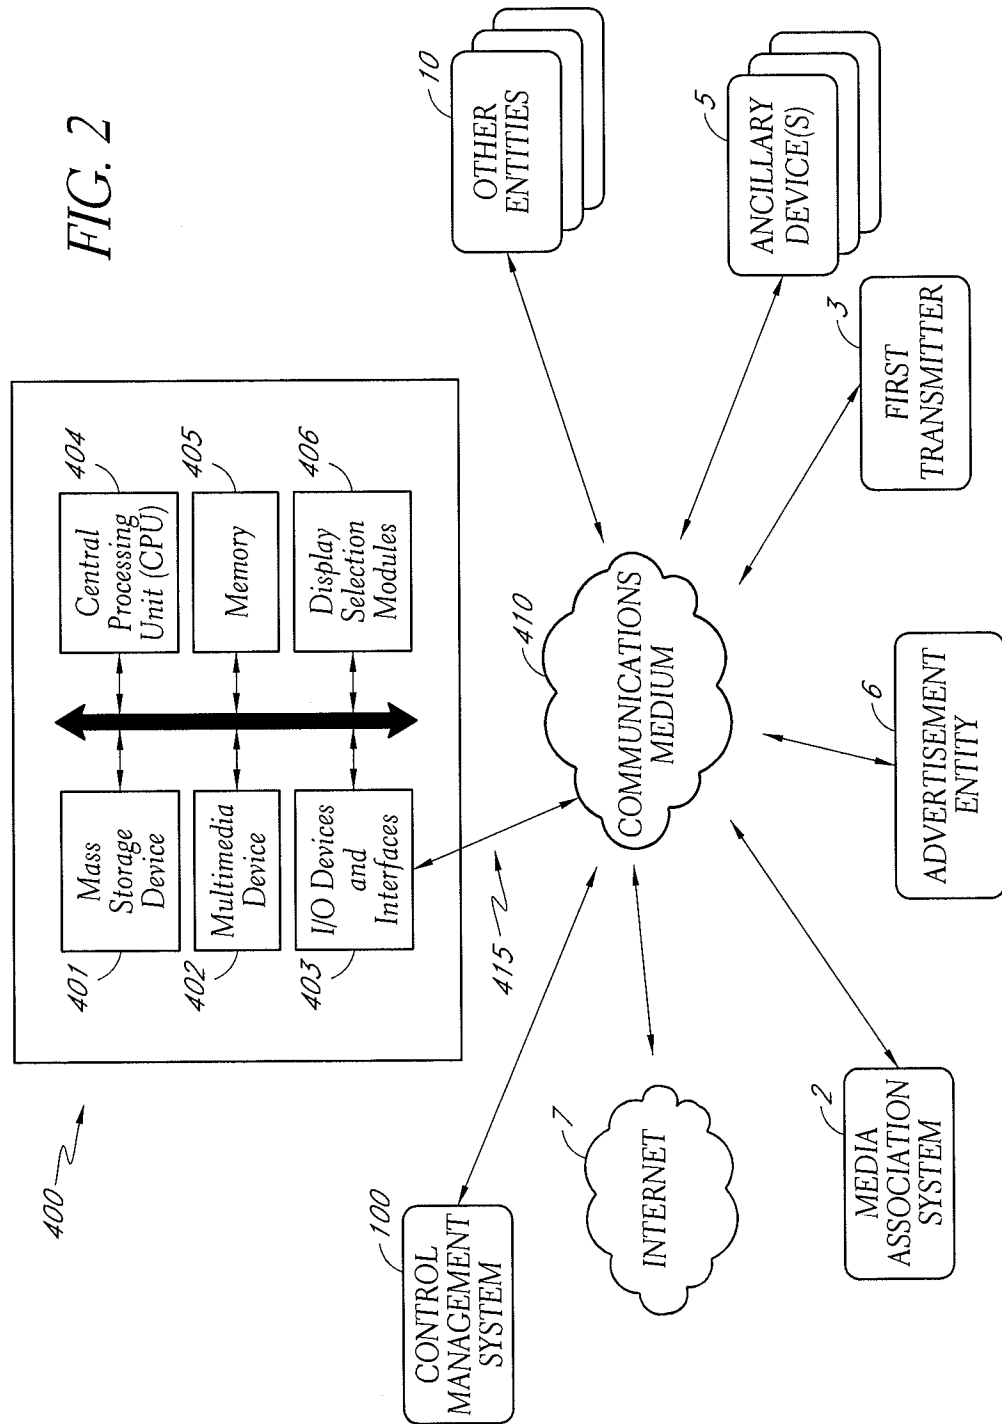 FIG. 2
400
401
Mass
Storage
Device
402
Multimedia
Device
403
I/O Devices
and
Interfaces
404
Central
Processing
Unit (CPU)
405
Memory
406
Display
Selection
Modules
415
410
COMMUNICATIONS
MEDIUM
100
CONTROL
MANAGEMENT
SYSTEM
7
INTERNET
2
MEDIA
ASSOCIATION
SYSTEM
6
ADVERTISEMENT
ENTITY
3
FIRST
TRANSMITTER
5
ANCILLARY
DEVICE(S)
10
OTHER
ENTITIES